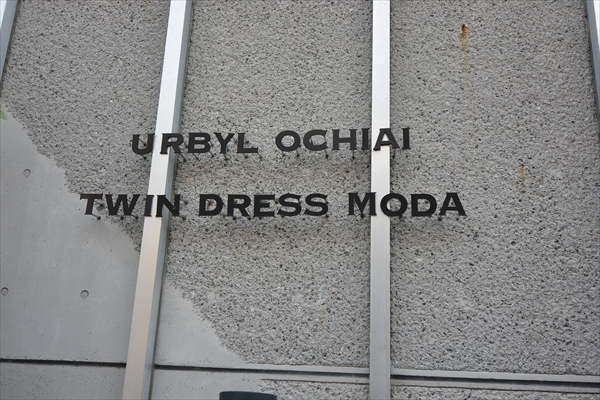 URBYL OCHIAI
TWIN DRESS MODA